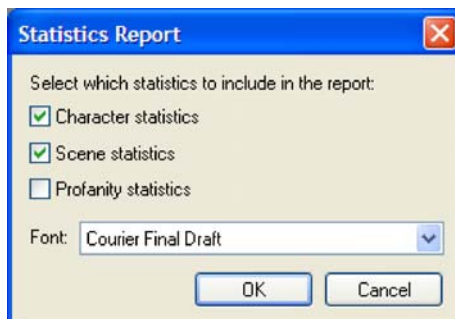 Statistics Report
Select which statistics to include in the report:
Character statistics
Scene statistics
Profanity statistics
Font: Courier Final Draft
OK Cancel